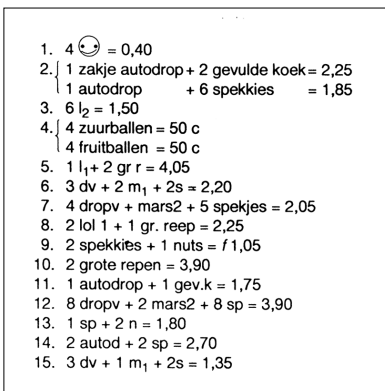 1. 4 = 0,40
2. 1 zakje autodrop + 2 gevulde koek = 2,25
1 autodrop + 6 spekkies = 1,85
3. 6 l₂ = 1,50
4. 4 zuurballen = 50 c
4 fruitballen = 50 c
5. 1 l₁ + 2 gr r = 4,05
6. 3 dv + 2 m₁ + 2s = 2,20
7. 4 dropv + mars2 + 5 spekjes = 2,05
8. 2 lol 1 + 1 gr. reep = 2,25
9. 2 spekkies + 1 nuts = f 1,05
10. 2 grote repen = 3,90
11. 1 autodrop + 1 gev.k = 1,75
12. 8 dropv + 2 mars2 + 8 sp = 3,90
13. 1 sp + 2 n = 1,80
14. 2 autod + 2 sp = 2,70
15. 3 dv + 1 m₁ + 2s = 1,35